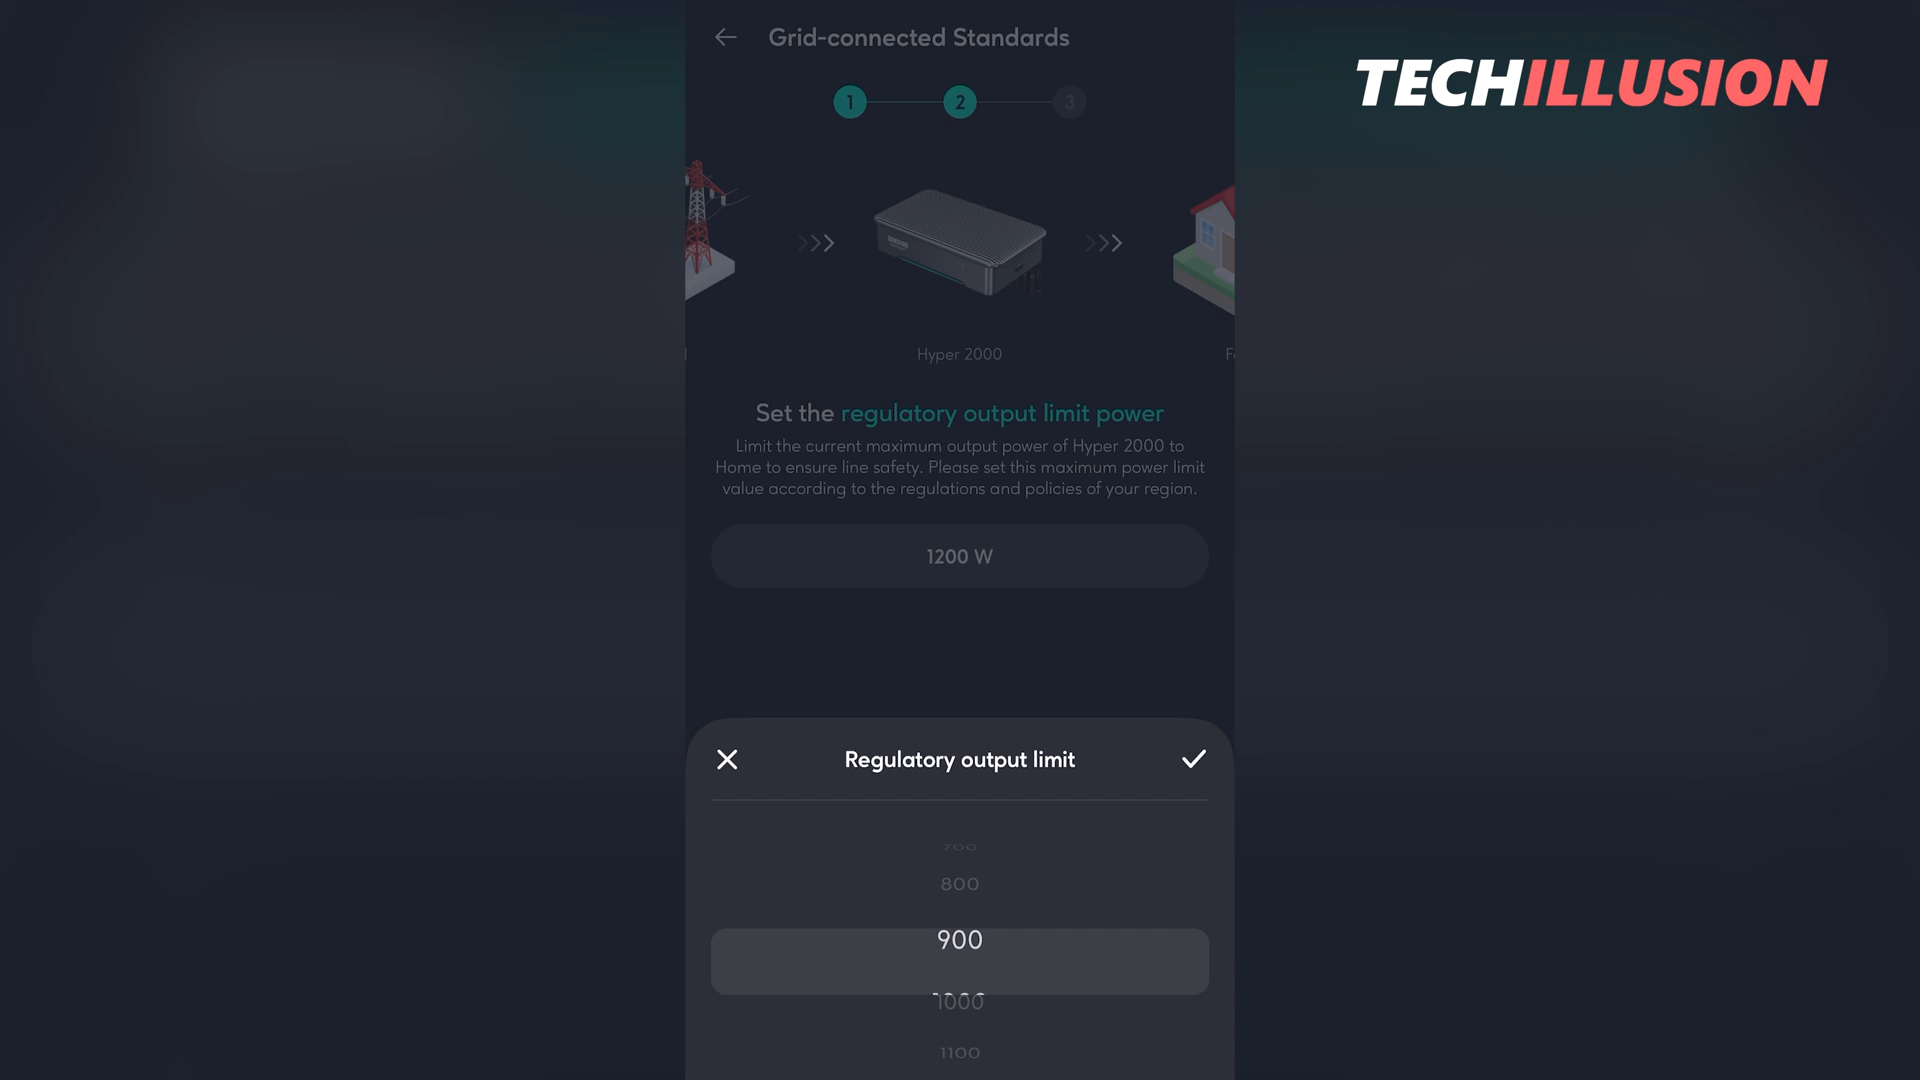 Grid-connected Standards
TECHILLUSION
1 2 3
Hyper 2000
Set the regulatory output limit power
Limit the current maximum output power of Hyper 2000 to
Home to ensure line safety. Please set this maximum power limit
value according to the regulations and policies of your region.
1200 W
Regulatory output limit
700
800
900
1000
1100